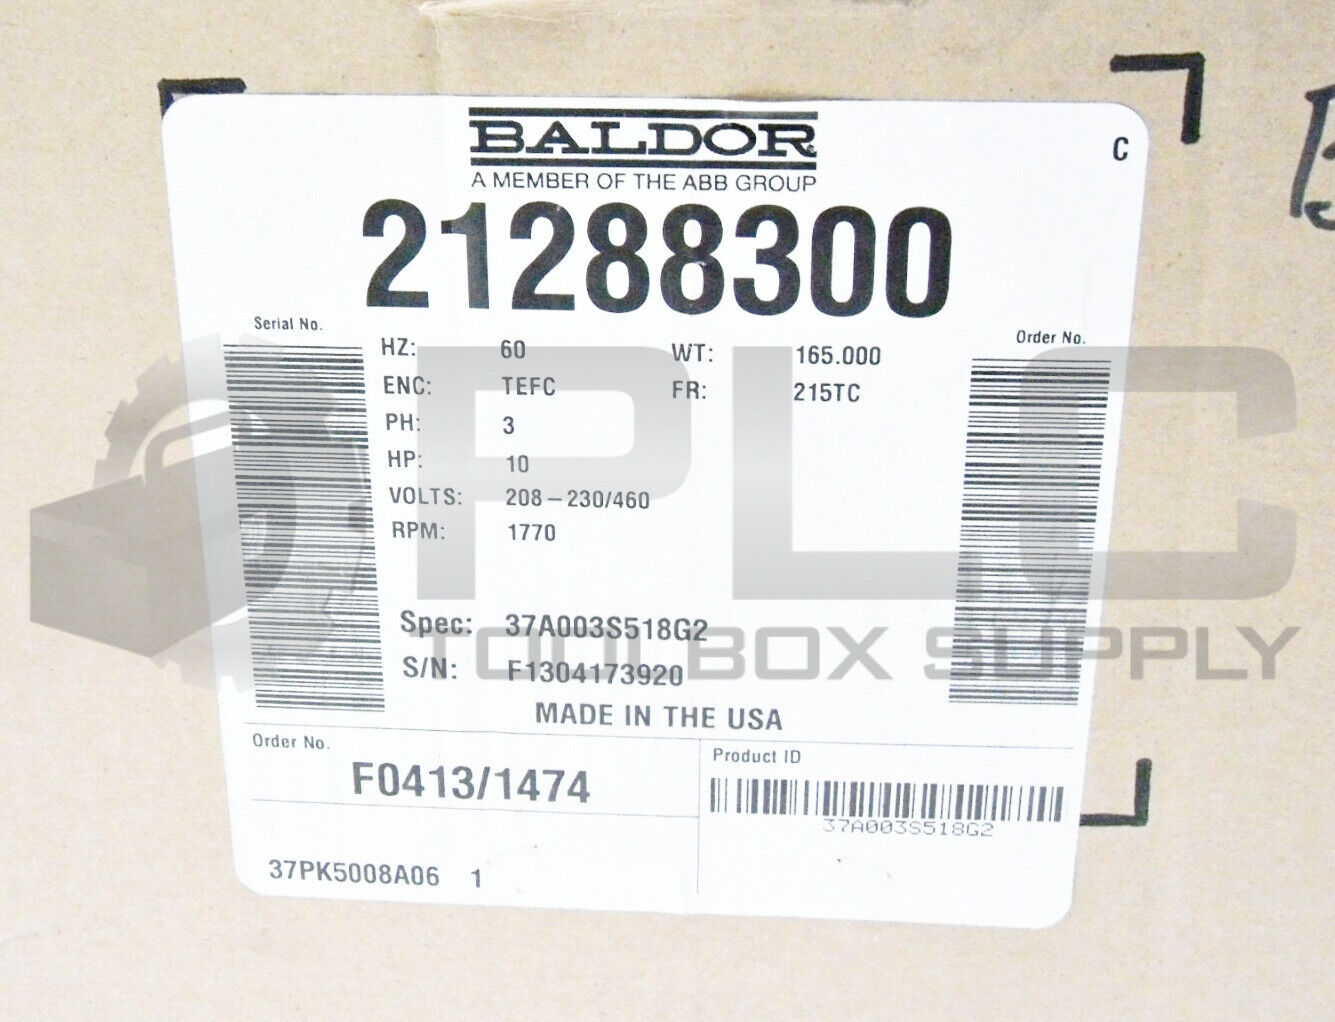 BALDOR
A MEMBER OF THE ABB GROUP
C
21288300
Serial No.
Order No.
HZ: 60 WT: 165.000
ENC: TEFC FR: 215TC
PH: 3
HP: 10
VOLTS: 208-230/460
RPM: 1770
PLC
TOOLBOX SUPPLY
Spec: 37A003S518G2
S/N: F1304173920
MADE IN THE USA
Order No.
F0413/1474
Product ID
37A003S518G2
37PK5008A06 1